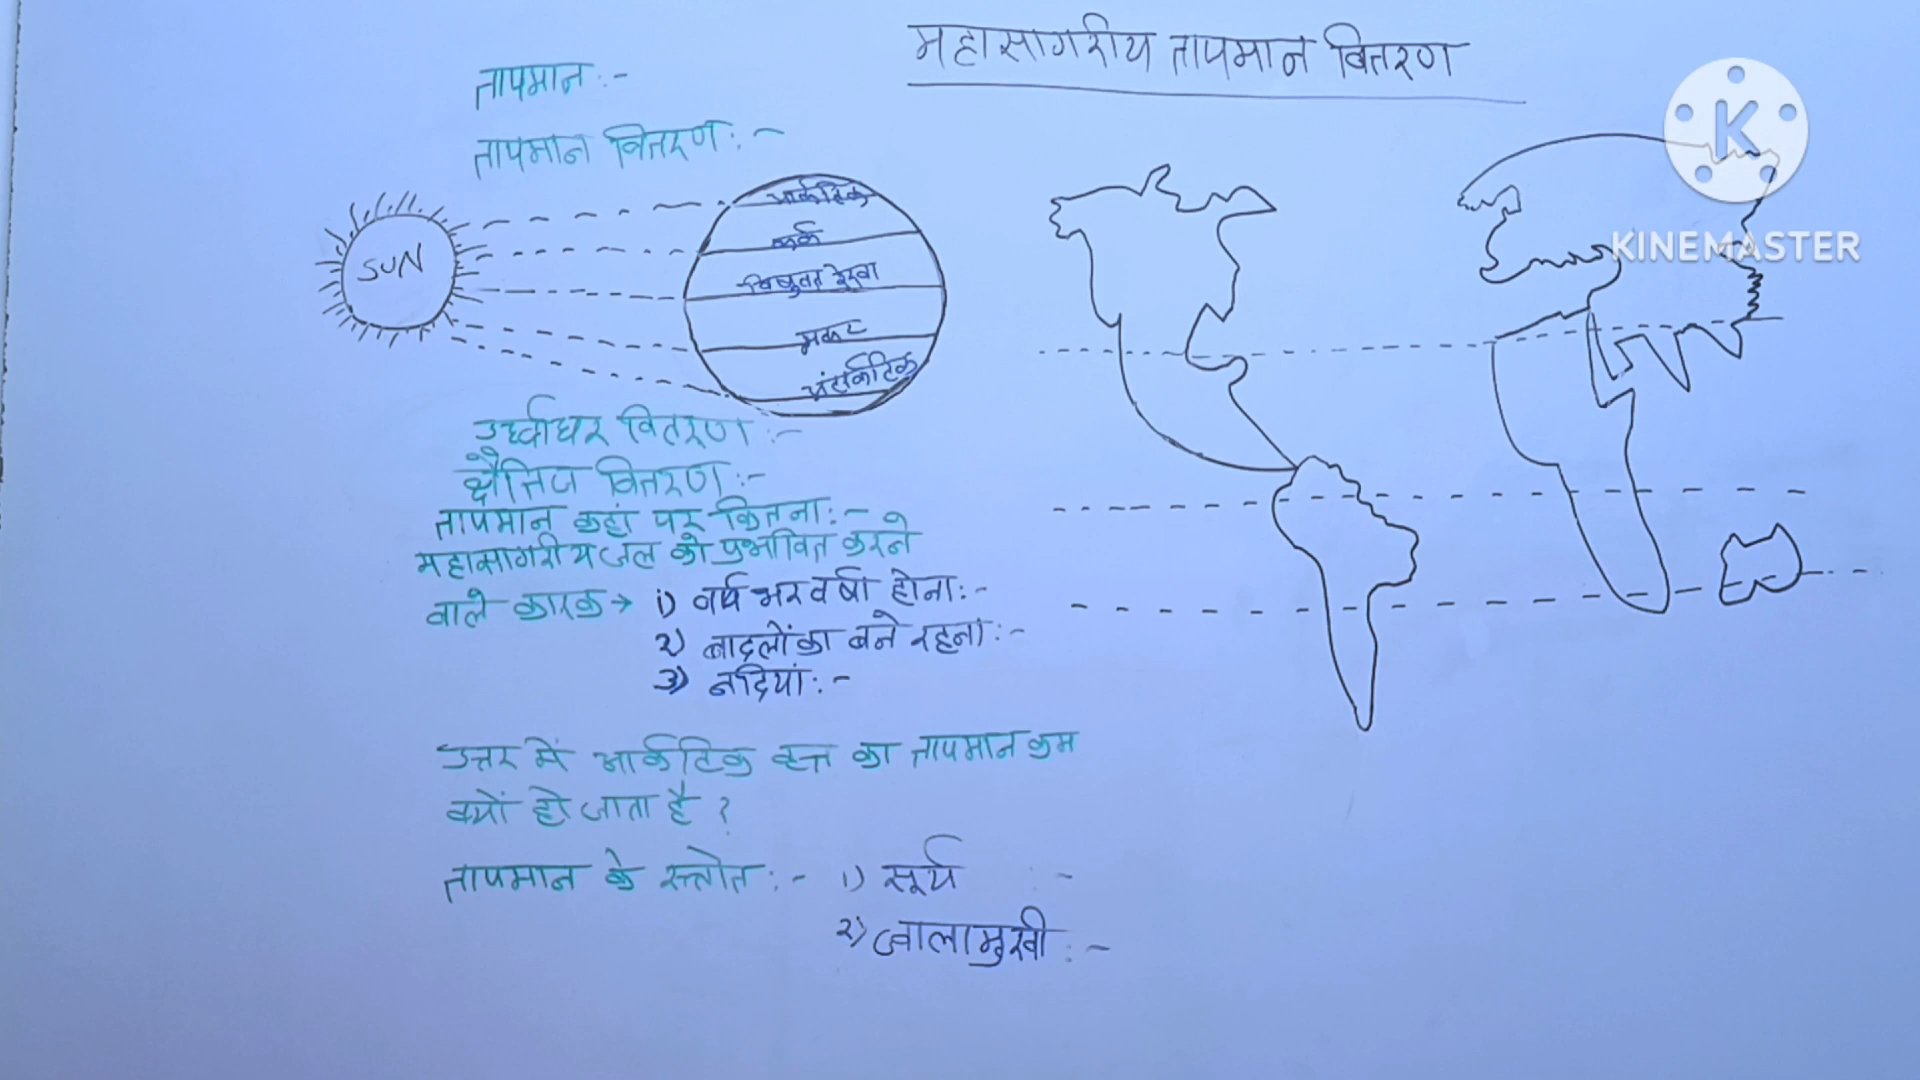 महासागरीय तापमान वितरण
तापमान :-
तापमान वितरण :-
SUN
आर्कटिक
कर्क
विषुवत रेखा
मकर
अंटार्कटिक
उर्ध्वाधर वितरण :-
क्षैतिज वितरण :-
तापमान कहां पर कितना :-
महासागरीय जल को प्रभावित करने
वाले कारक → 1) वर्ष भर वर्षा होना :-
2) बादलों का बने रहना :-
3) नदियां :-
उत्तर में आर्कटिक वृत्त का तापमान कम
क्यों हो जाता है ?
तापमान के स्त्रोत :- 1) सूर्य :-
2) ज्वालामुखी :-
K
KINEMASTER